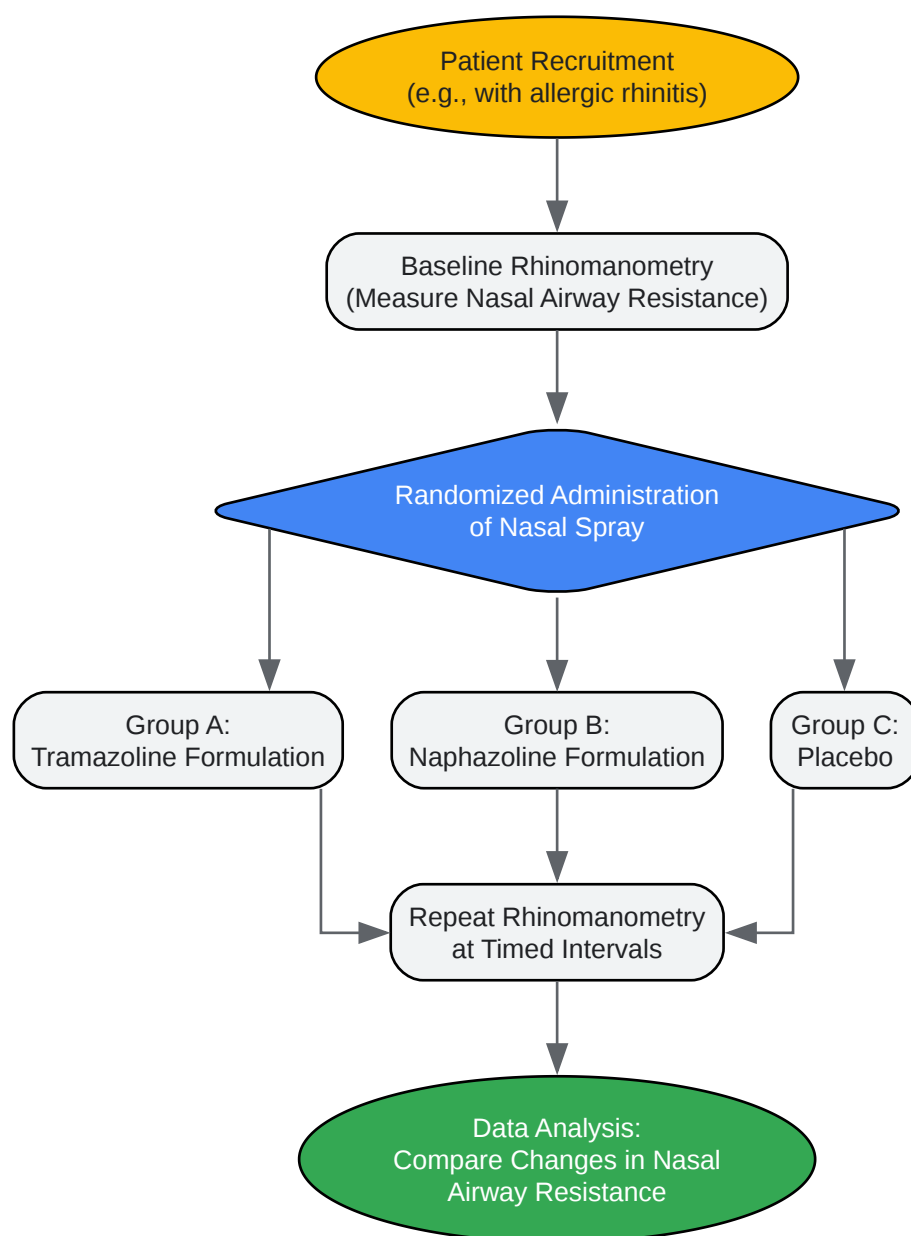 Patient Recruitment
(e.g., with allergic rhinitis)
Baseline Rhinomanometry
(Measure Nasal Airway Resistance)
Randomized Administration
of Nasal Spray
Group A:
Tramazoline Formulation
Group B:
Naphazoline Formulation
Group C:
Placebo
Repeat Rhinomanometry
at Timed Intervals
Data Analysis:
Compare Changes in Nasal
Airway Resistance